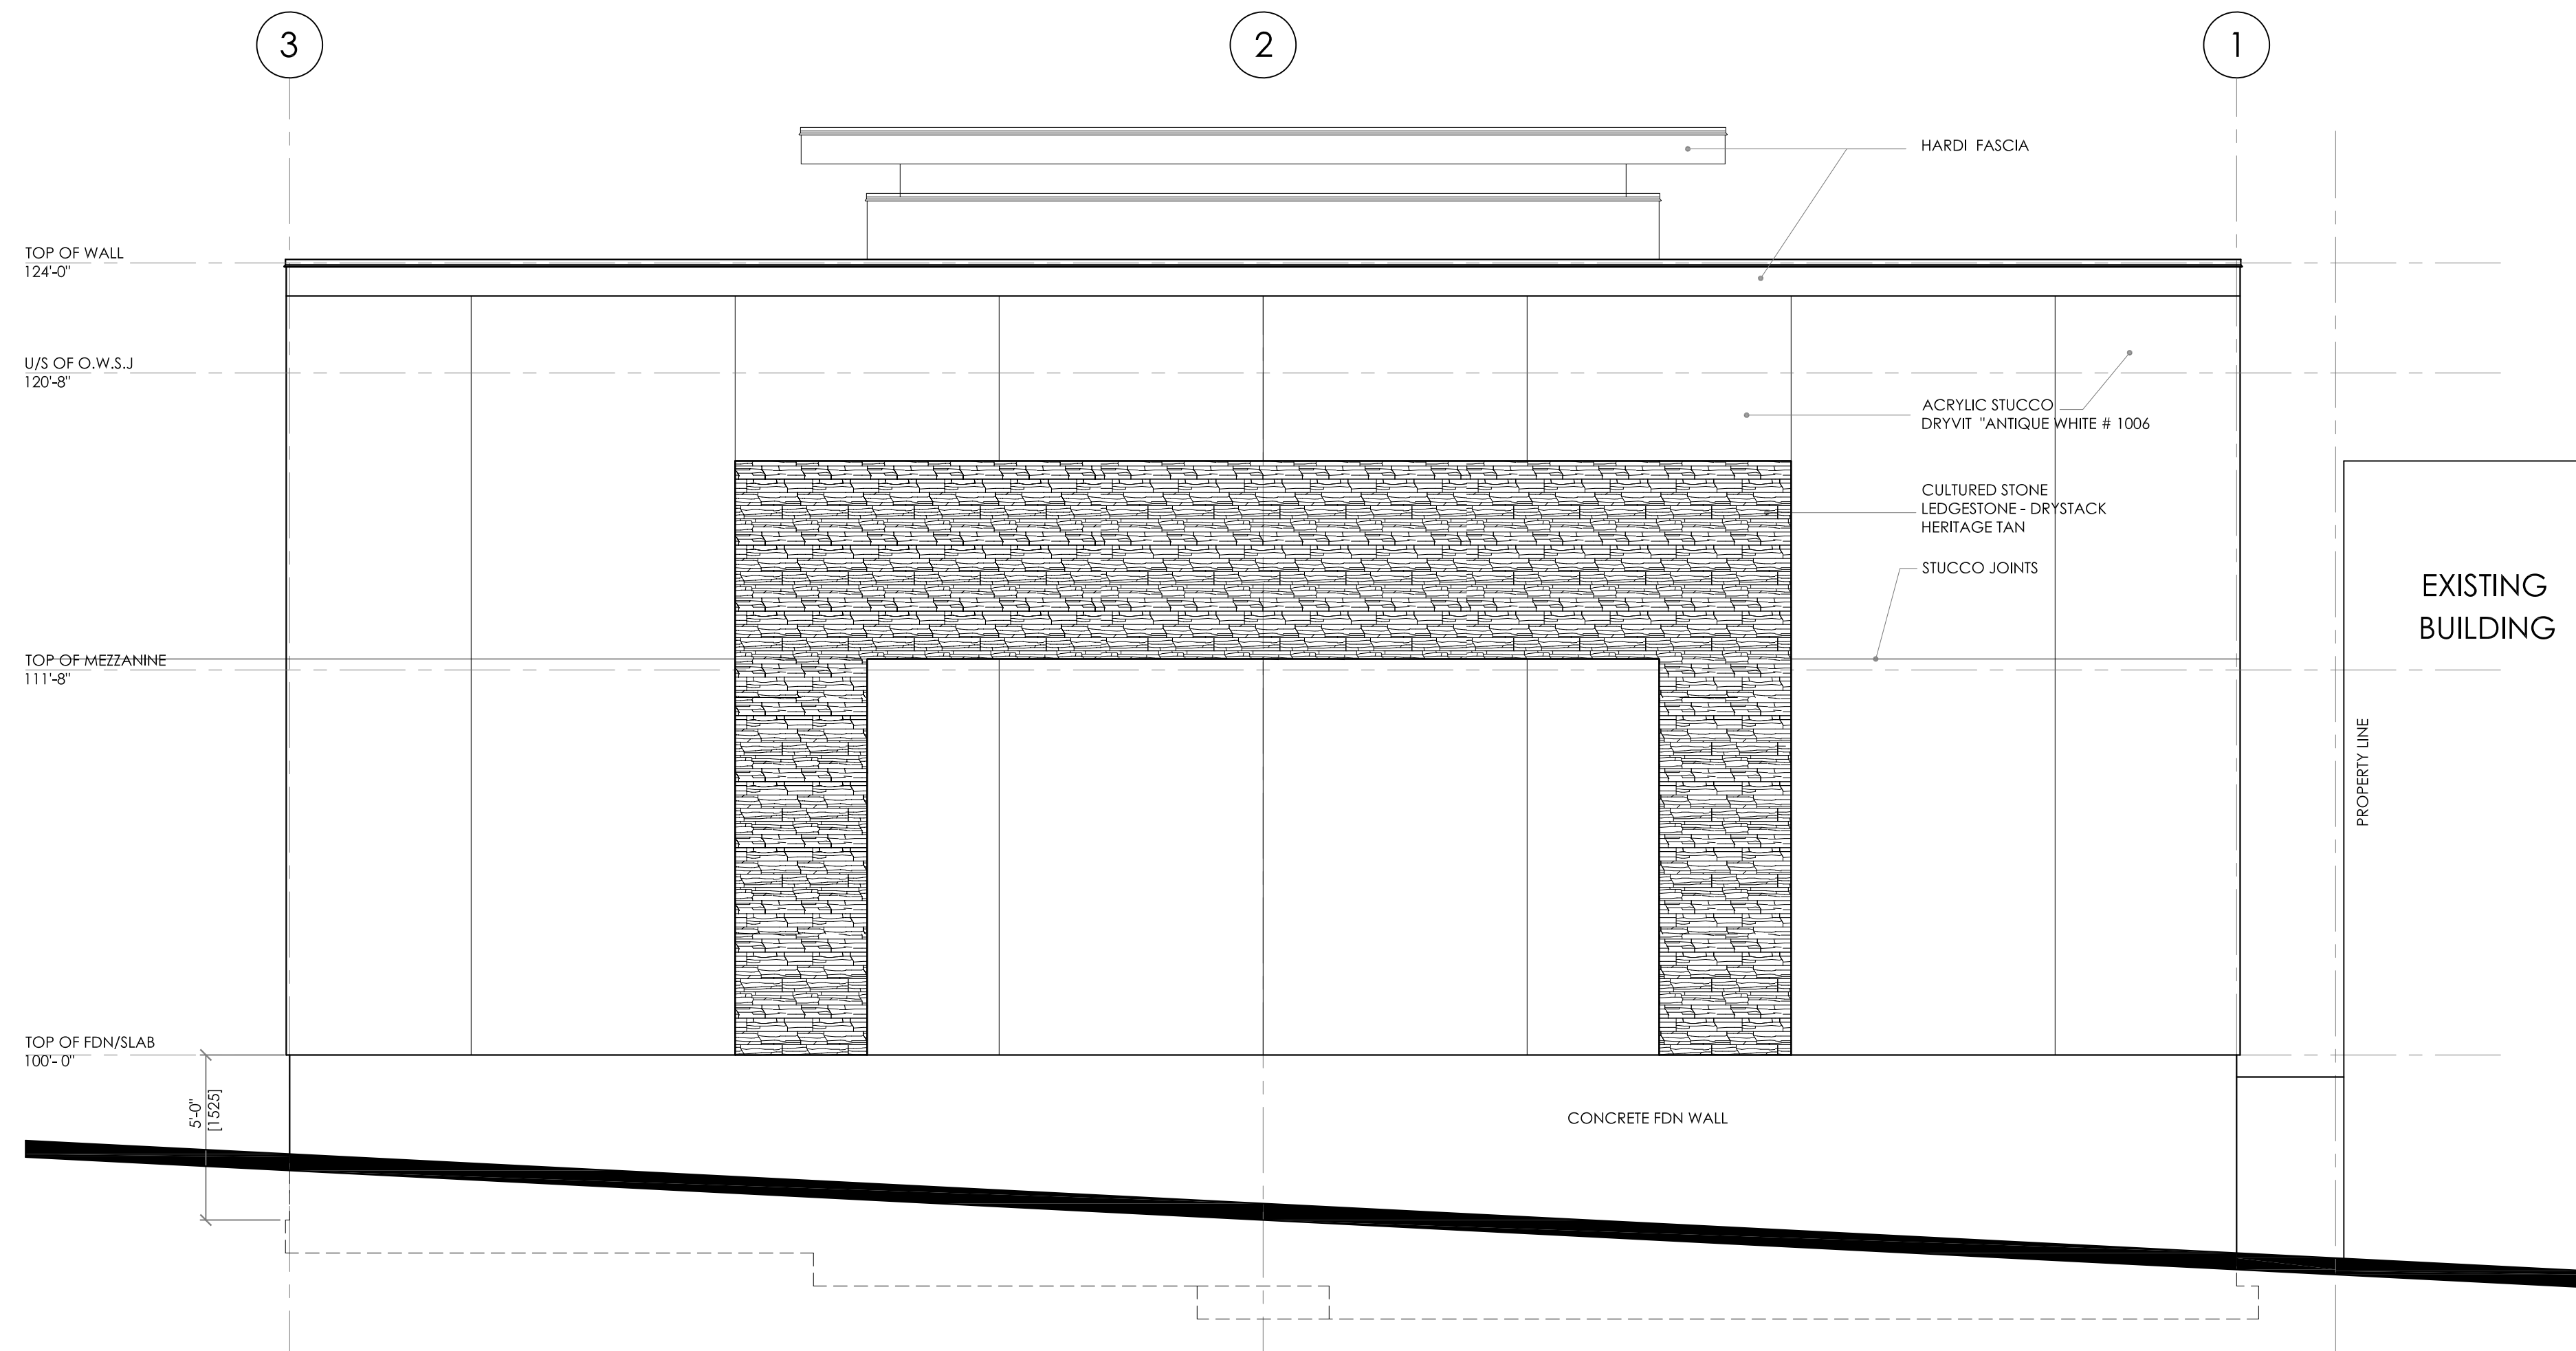 3
2
1
HARDI FASCIA
TOP OF WALL
124'-0"
U/S OF O.W.S.J
120'-8"
ACRYLIC STUCCO
DRYVIT "ANTIQUE WHITE # 1006
CULTURED STONE
LEDGESTONE - DRYSTACK
HERITAGE TAN
STUCCO JOINTS
EXISTING
BUILDING
TOP OF MEZZANINE
111'-8"
PROPERTY LINE
TOP OF FDN/SLAB
100'- 0"
5'-0"
[1525]
CONCRETE FDN WALL